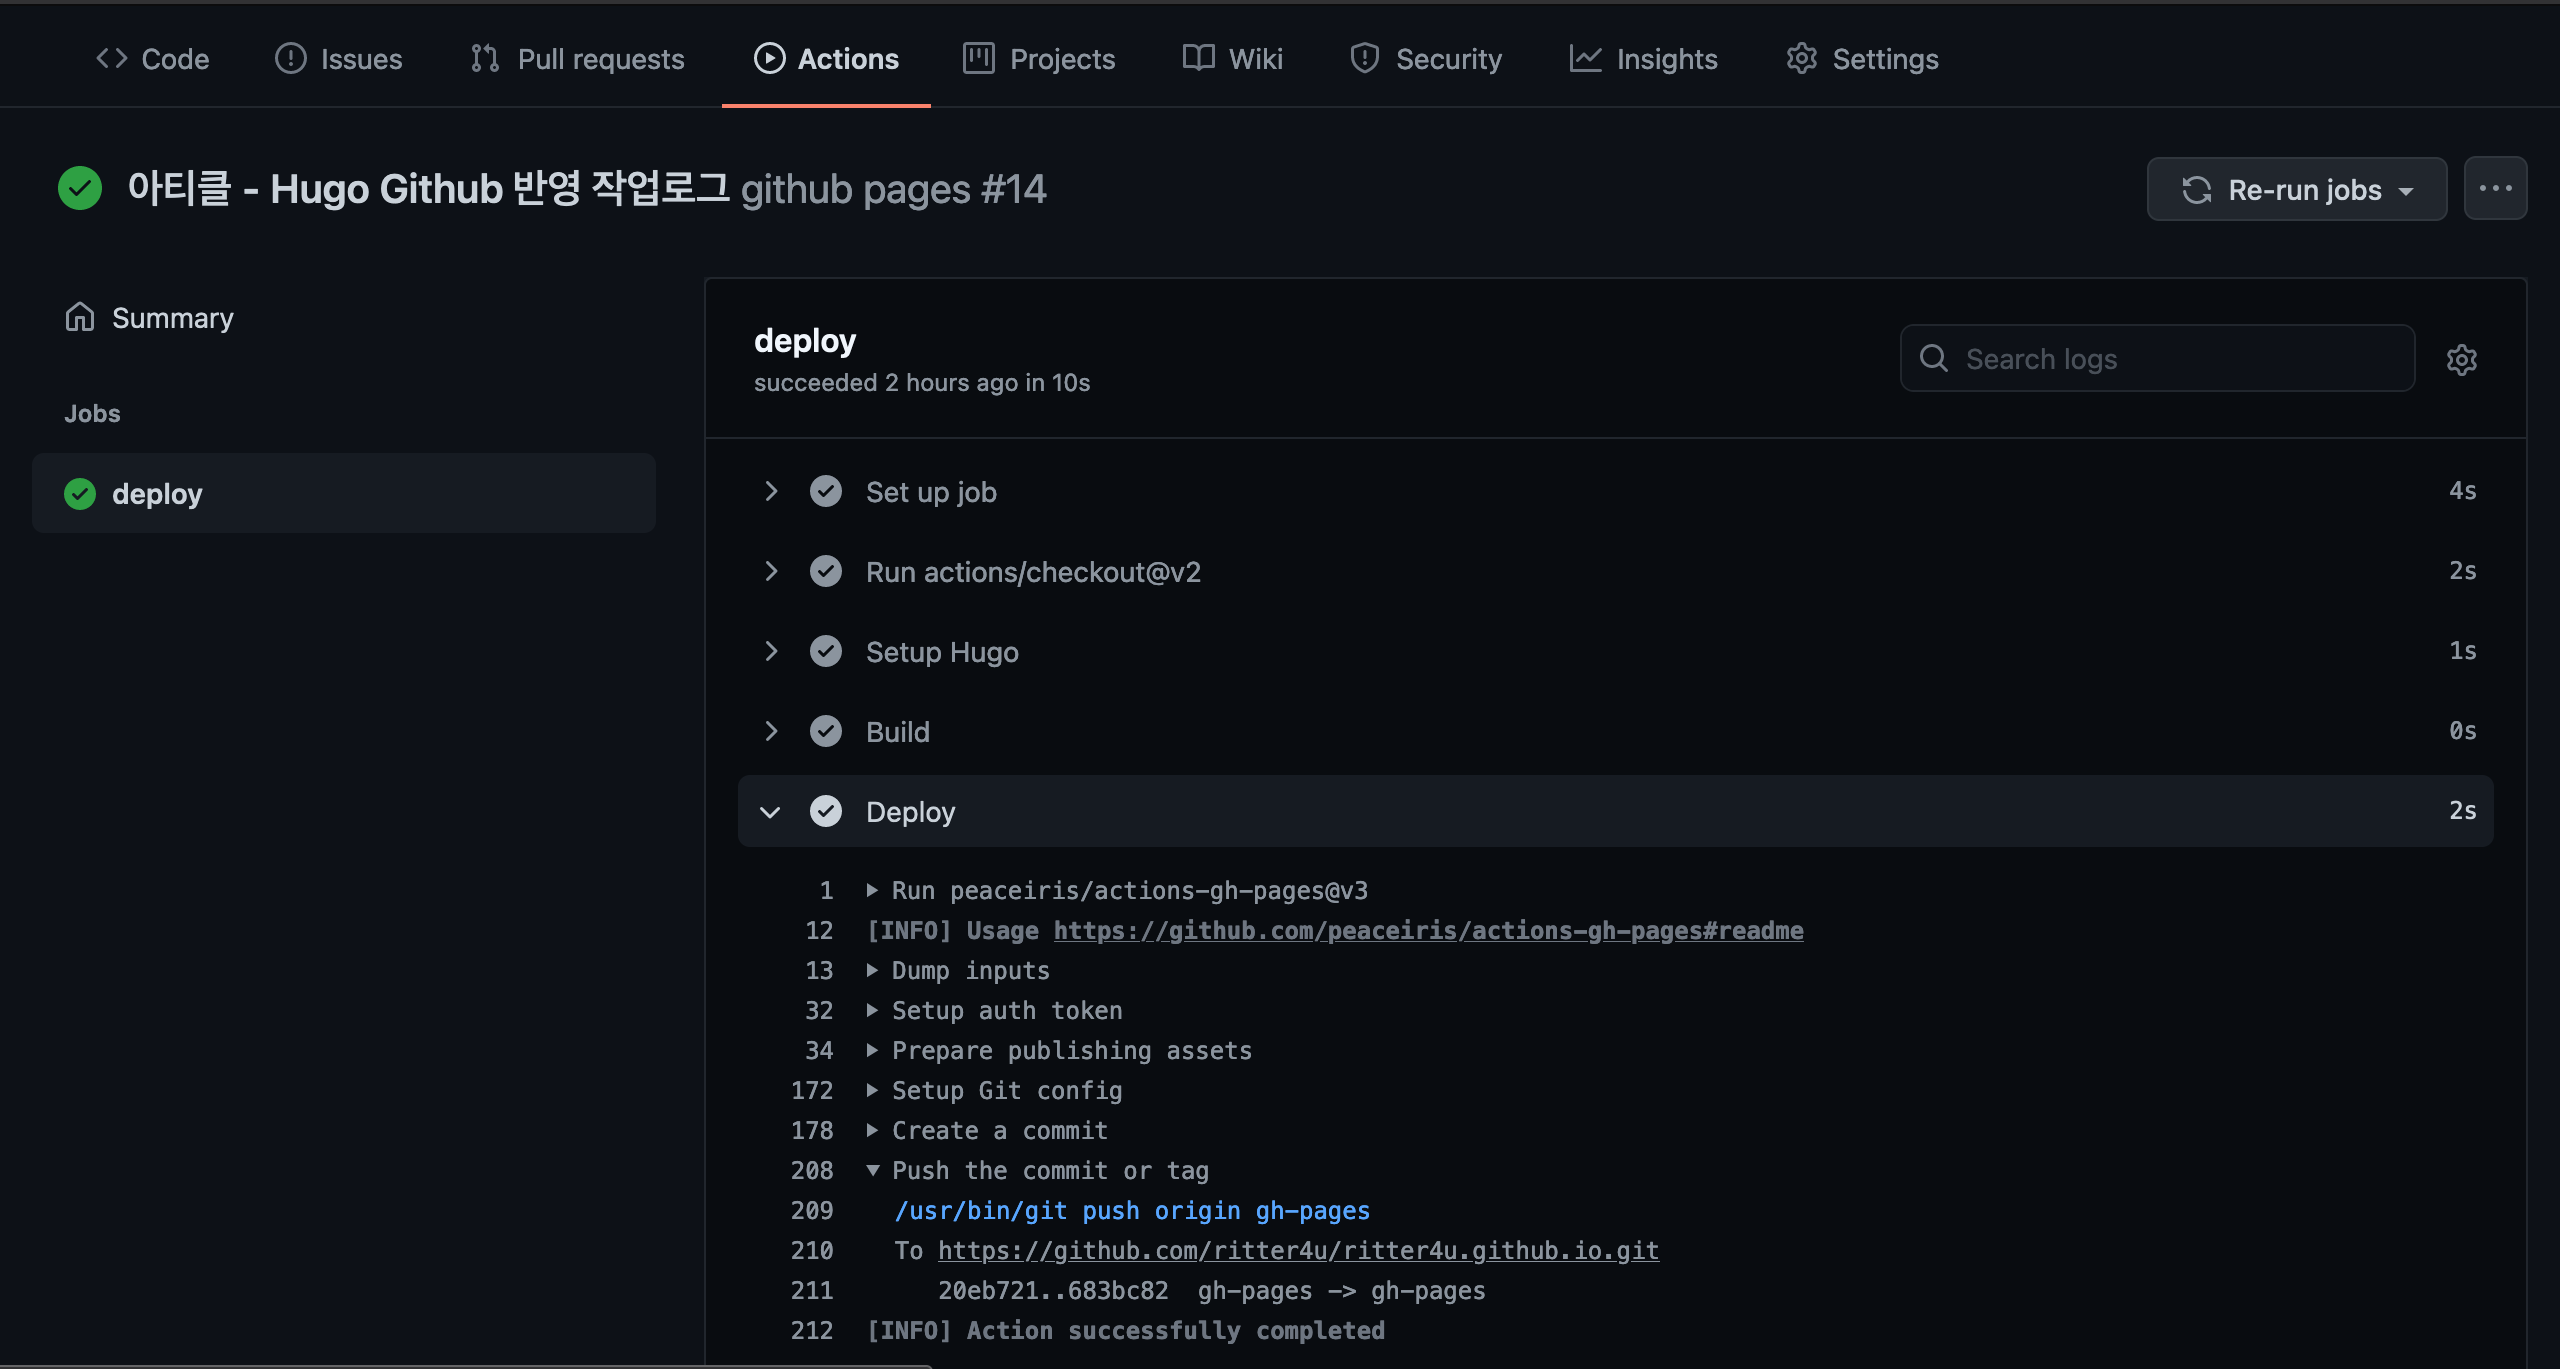 Code Issues Pull requests Actions Projects Wiki Security Insights Settings
아티클 - Hugo Github 반영 작업로그 github pages #14
Re-run jobs
Summary
Jobs
deploy
deploy
succeeded 2 hours ago in 10s
Search logs
Set up job 4s
Run actions/checkout@v2 2s
Setup Hugo 1s
Build 0s
Deploy 2s
1 Run peaceiris/actions-gh-pages@v3
12 [INFO] Usage https://github.com/peaceiris/actions-gh-pages#readme
13 Dump inputs
32 Setup auth token
34 Prepare publishing assets
172 Setup Git config
178 Create a commit
208 Push the commit or tag
209 /usr/bin/git push origin gh-pages
210 To https://github.com/ritter4u/ritter4u.github.io.git
211 20eb721..683bc82 gh-pages -> gh-pages
212 [INFO] Action successfully completed